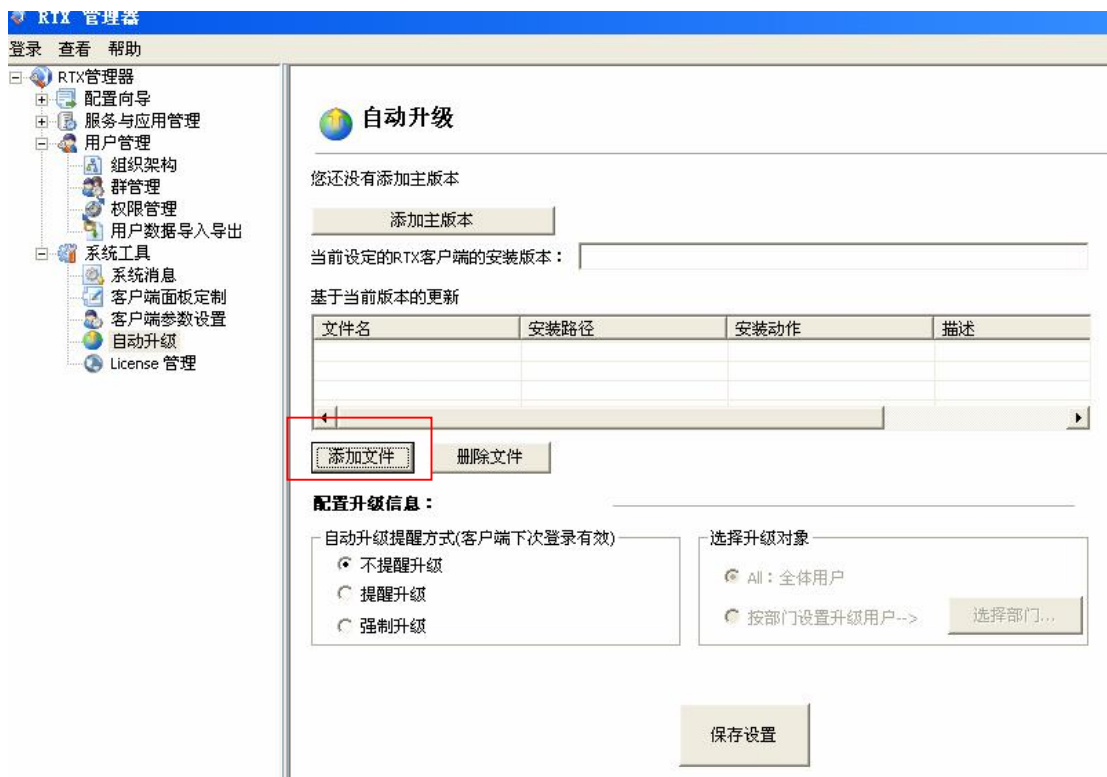 RTX 管理器
登录 查看 帮助
RTX管理器
配置向导
服务与应用管理
用户管理
组织架构
群管理
权限管理
用户数据导入导出
系统工具
系统消息
客户端面板定制
客户端参数设置
自动升级
License 管理
自动升级
您还没有添加主版本
添加主版本
当前设定的RTX客户端的安装版本：
基于当前版本的更新
文件名 安装路径 安装动作 描述
添加文件 删除文件
配置升级信息：
自动升级提醒方式(客户端下次登录有效)
不提醒升级
提醒升级
强制升级
选择升级对象
All：全体用户
按部门设置升级用户--> 选择部门...
保存设置